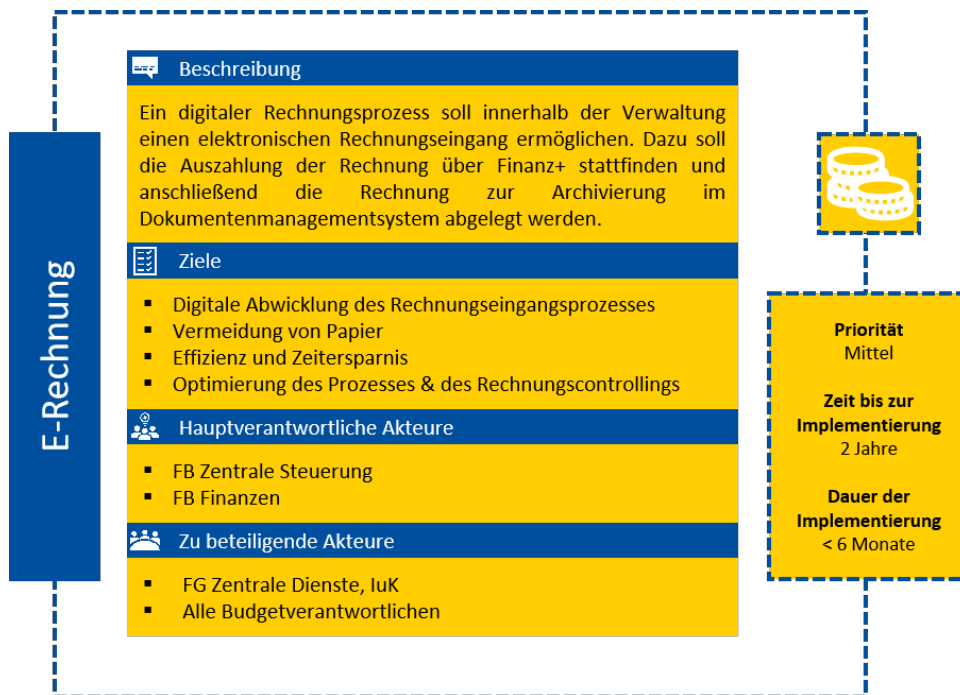 E-Rechnung
Beschreibung
Ein digitaler Rechnungsprozess soll innerhalb der Verwaltung
einen elektronischen Rechnungseingang ermöglichen. Dazu soll
die Auszahlung der Rechnung über Finanz+ stattfinden und
anschließend die Rechnung zur Archivierung im
Dokumentenmanagementsystem abgelegt werden.
Ziele
▪ Digitale Abwicklung des Rechnungseingangsprozesses
▪ Vermeidung von Papier
▪ Effizienz und Zeitersparnis
▪ Optimierung des Prozesses & des Rechnungscontrollings
Hauptverantwortliche Akteure
▪ FB Zentrale Steuerung
▪ FB Finanzen
Zu beteiligende Akteure
▪ FG Zentrale Dienste, IuK
▪ Alle Budgetverantwortlichen
Priorität
Mittel
Zeit bis zur
Implementierung
2 Jahre
Dauer der
Implementierung
< 6 Monate